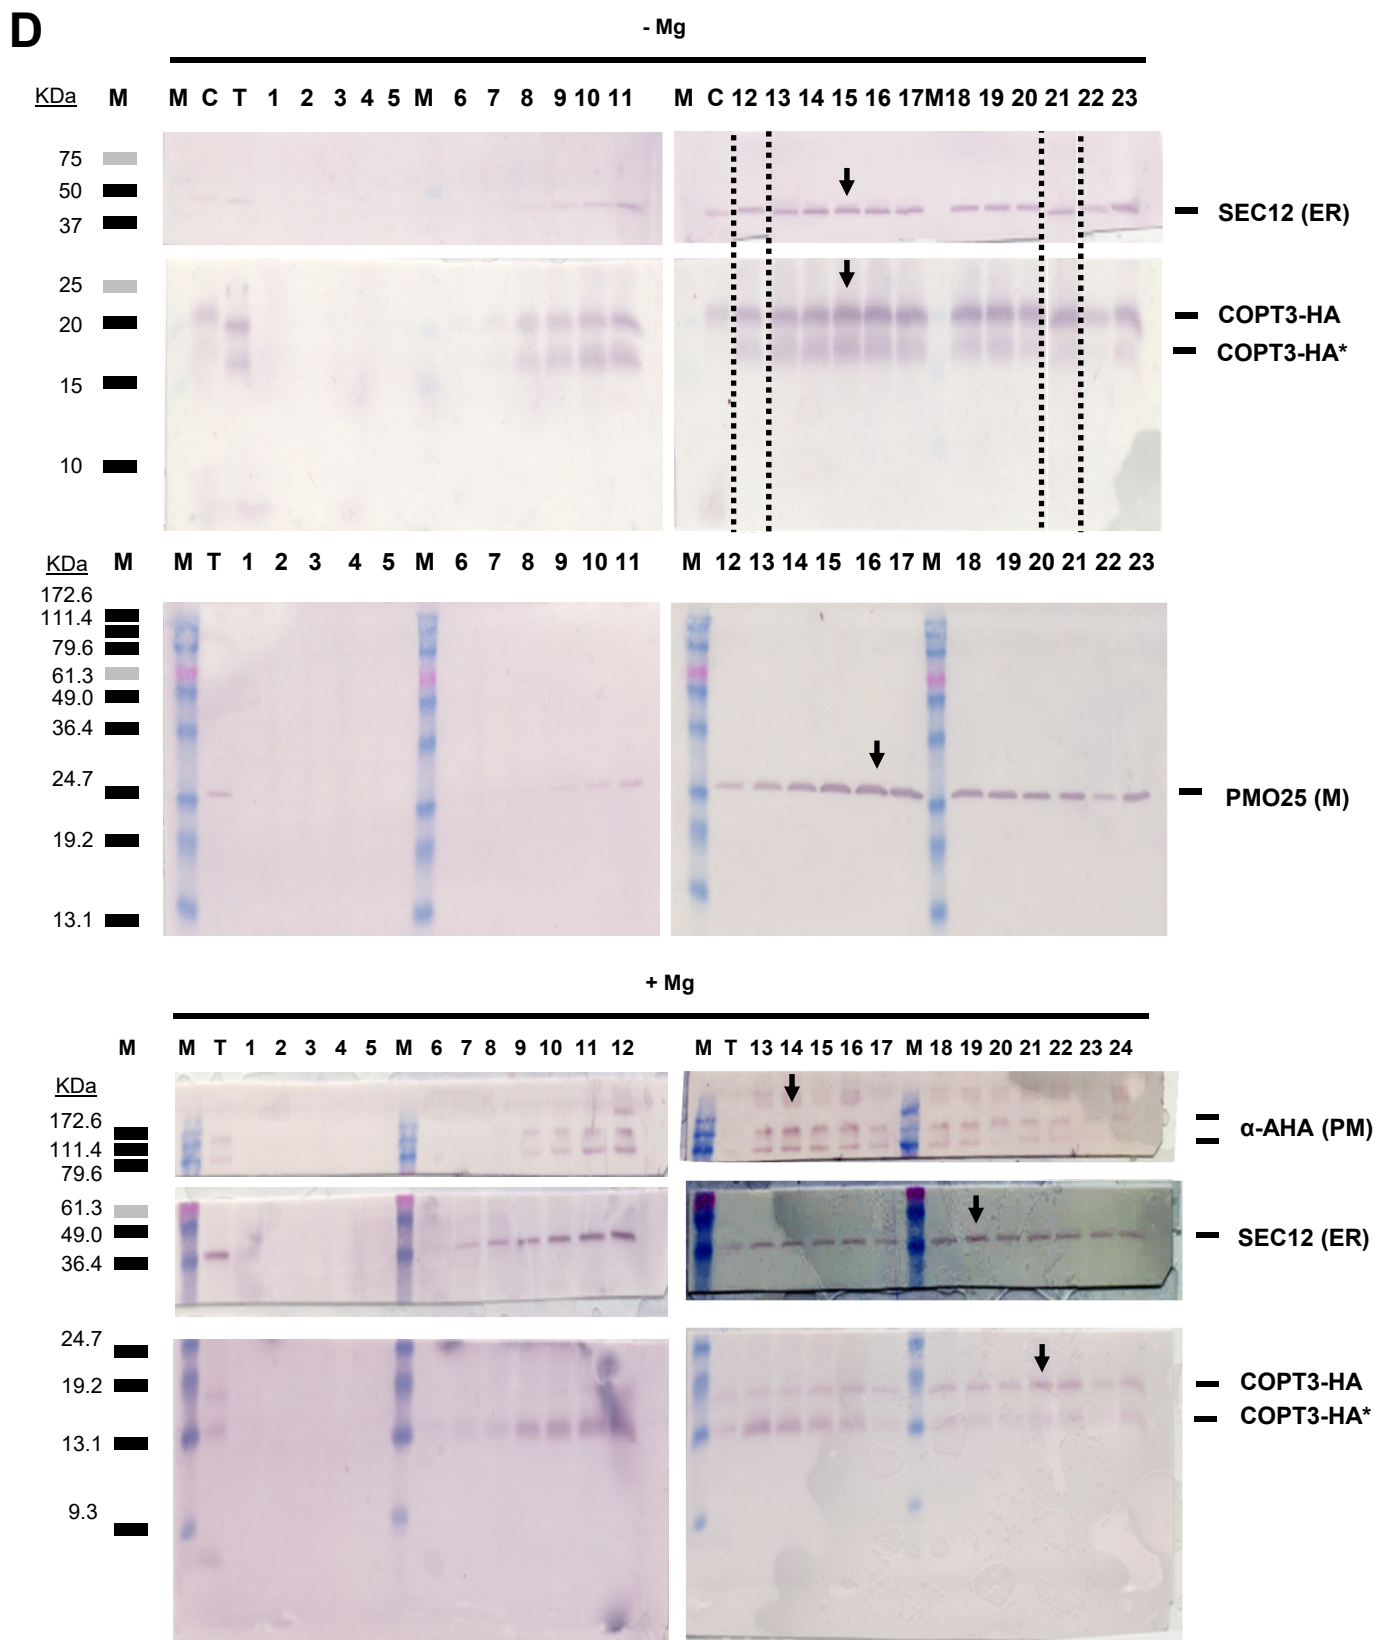 D
- Mg
KDa M M C T 1 2 3 4 5 M 6 7 8 9 10 11 M C 12 13 14 15 16 17 M 18 19 20 21 22 23
75
50
37
SEC12 (ER)
25
20
COPT3-HA
COPT3-HA*
15
10
KDa M M T 1 2 3 4 5 M 6 7 8 9 10 11 M 12 13 14 15 16 17 M 18 19 20 21 22 23
172.6
111.4
79.6
61.3
49.0
36.4
24.7
PMO25 (M)
19.2
13.1
+ Mg
M M T 1 2 3 4 5 M 6 7 8 9 10 11 12 M T 13 14 15 16 17 M 18 19 20 21 22 23 24
KDa
172.6
α-AHA (PM)
111.4
79.6
61.3
49.0
SEC12 (ER)
36.4
24.7
19.2
COPT3-HA
COPT3-HA*
13.1
9.3